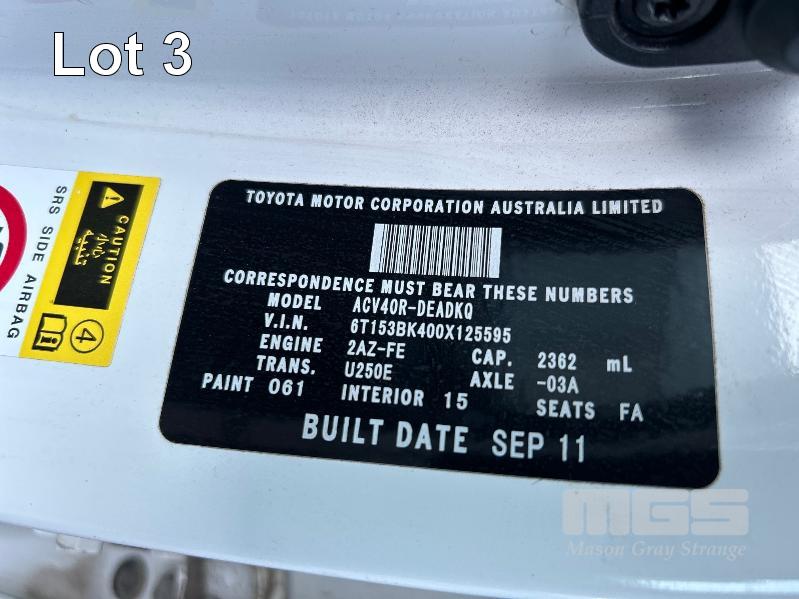 Lot 3
SRS SIDE AIRBAG
CAUTION
4
TOYOTA MOTOR CORPORATION AUSTRALIA LIMITED
CORRESPONDENCE MUST BEAR THESE NUMBERS
MODEL ACV40R-DEADKQ
V.I.N. 6T153BK400X125595
ENGINE 2AZ-FE CAP. 2362 mL
TRANS. U250E AXLE -03A
PAINT 061 INTERIOR 15 SEATS FA
BUILT DATE SEP 11
MGS
Mason Gray Strange